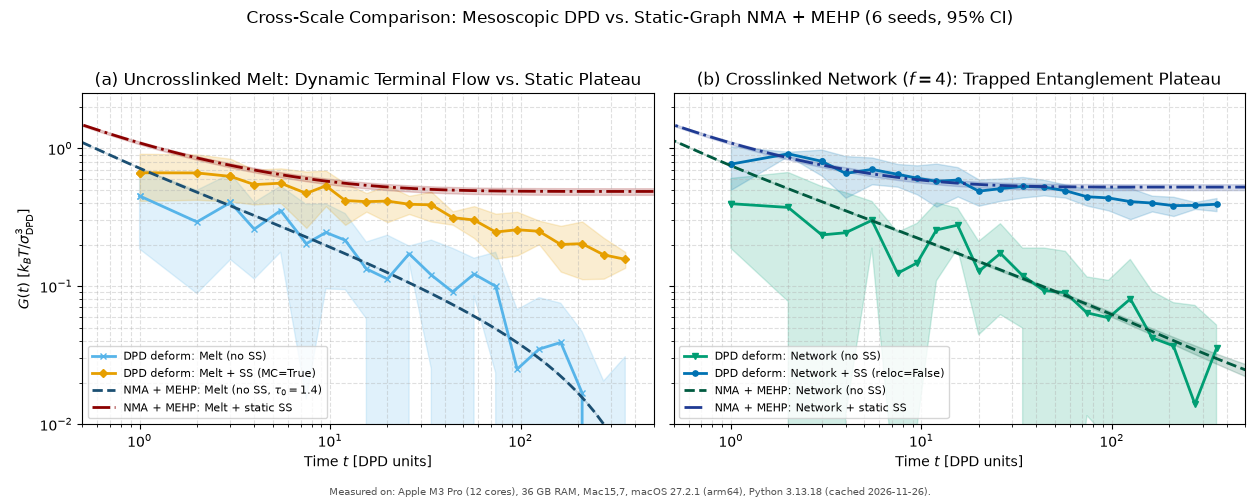 Cross-Scale Comparison: Mesoscopic DPD vs. Static-Graph NMA + MEHP (6 seeds, 95% CI)
(a) Uncrosslinked Melt: Dynamic Terminal Flow vs. Static Plateau
G(t) [k_BT/σ³_DPD]
10⁰
10⁻¹
10⁻²
DPD deform: Melt (no SS)
DPD deform: Melt + SS (MC=True)
NMA + MEHP: Melt (no SS, τ₀ = 1.4)
NMA + MEHP: Melt + static SS
10⁰ 10¹ 10²
Time t [DPD units]
(b) Crosslinked Network (f = 4): Trapped Entanglement Plateau
DPD deform: Network (no SS)
DPD deform: Network + SS (reloc=False)
NMA + MEHP: Network (no SS)
NMA + MEHP: Network + static SS
10⁰ 10¹ 10²
Time t [DPD units]
Measured on: Apple M3 Pro (12 cores), 36 GB RAM, Mac15,7, macOS 27.2.1 (arm64), Python 3.13.18 (cached 2026-11-26).